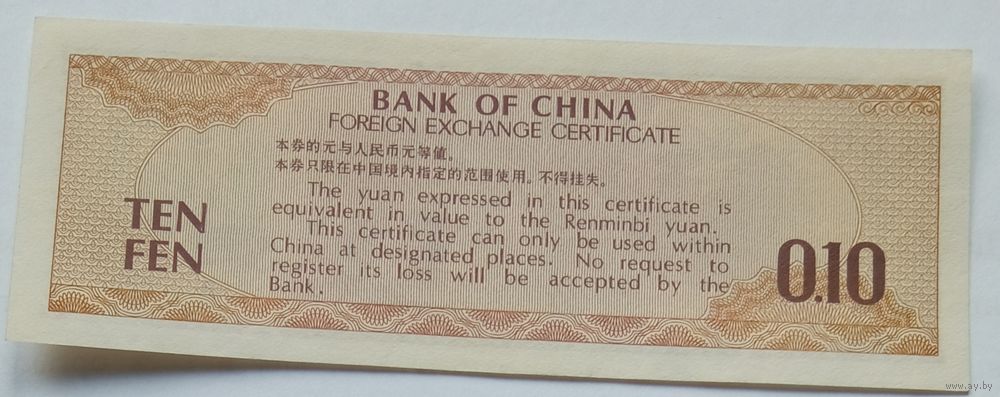 BANK OF CHINA
FOREIGN EXCHANGE CERTIFICATE
本券的元与人民币元等值。
本券只限在中国境内指定的范围使用。不得挂失。
The yuan expressed in this certificate is
equivalent in value to the Renminbi yuan.
This certificate can only be used within
China at designated places. No request to
register its loss will be accepted by the
Bank.
TEN
FEN
0.10
www.ay.by